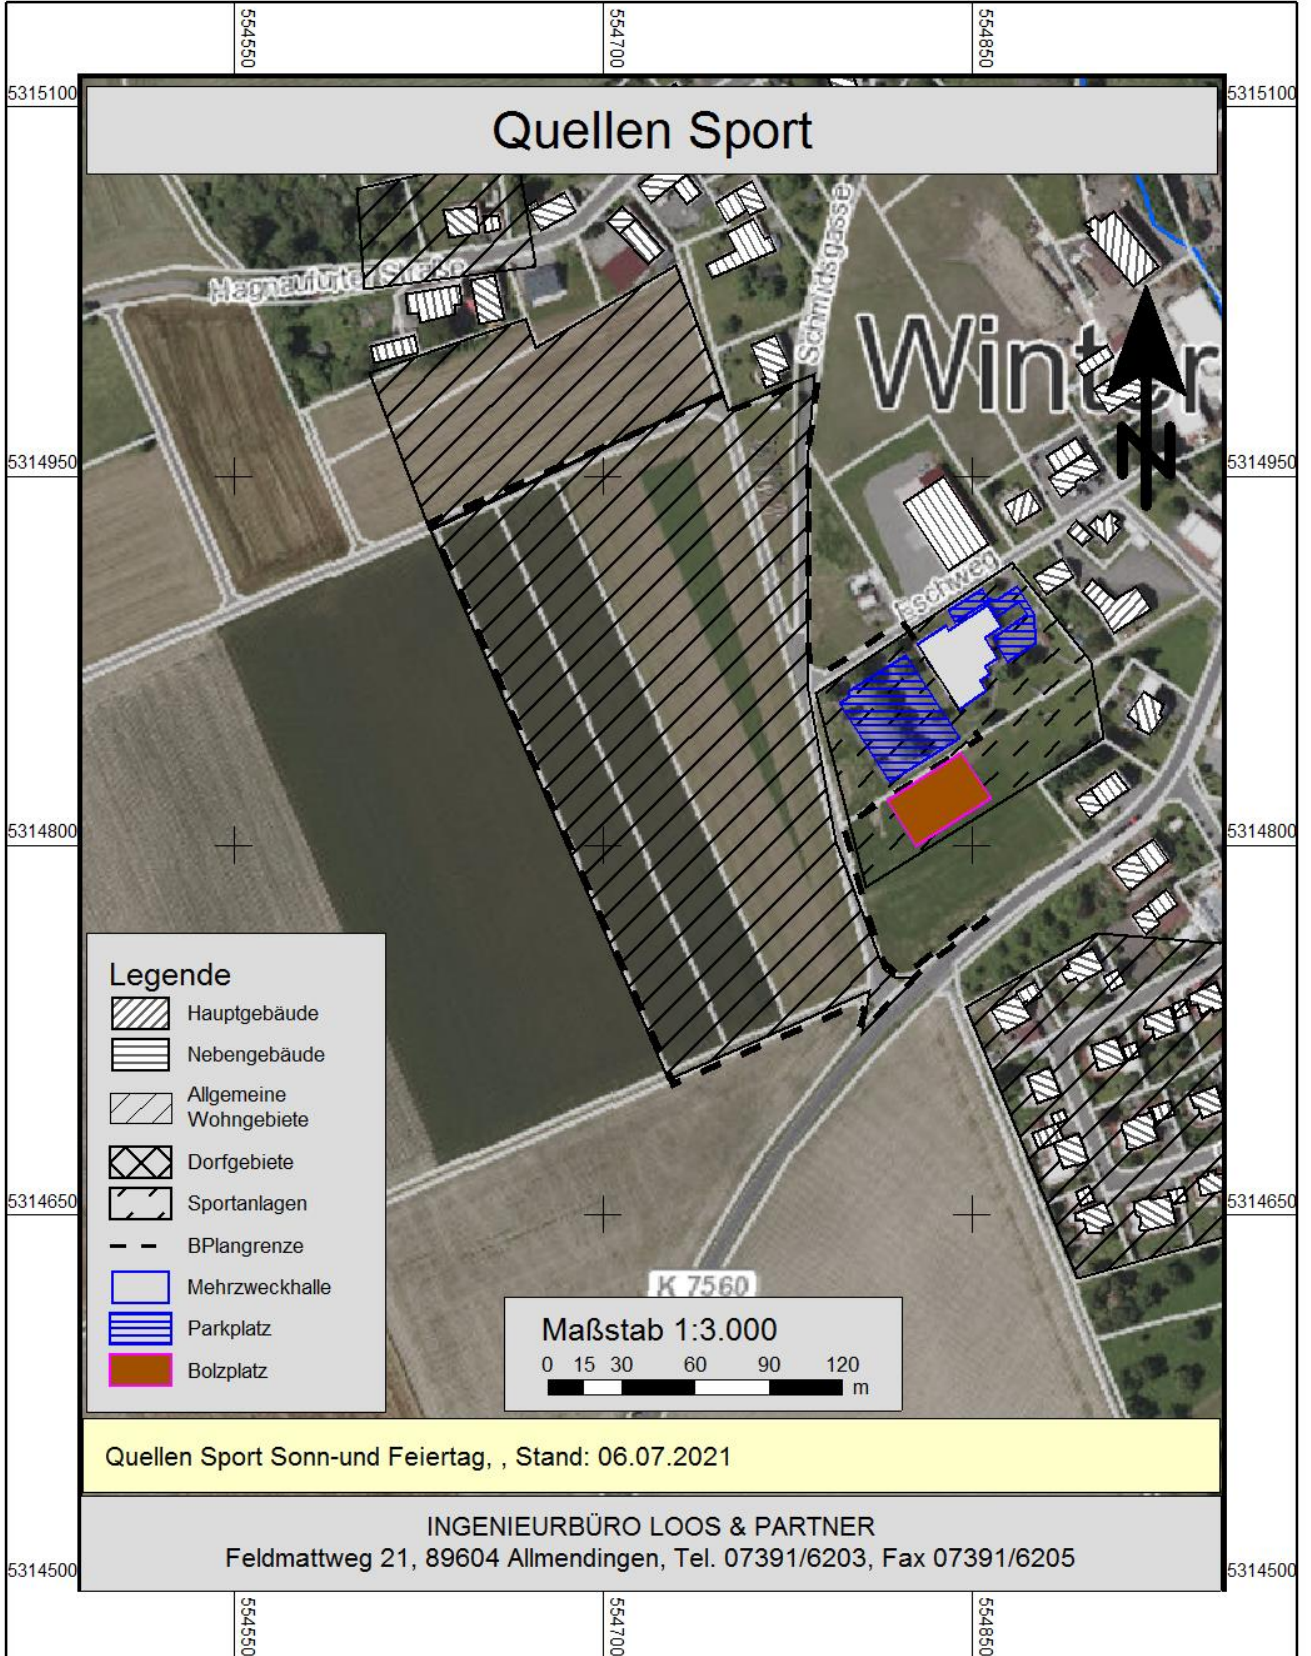 554550
554700
554850
5315100
5315100
Quellen Sport
Schmidsgasse
Winter
N
5314950
5314950
Eschweg
5314800
5314800
Legende
Hauptgebäude
Nebengebäude
Allgemeine
Wohngebiete
Dorfgebiete
Sportanlagen
BPlangrenze
Mehrzweckhalle
Parkplatz
Bolzplatz
5314650
5314650
K 7560
Maßstab 1:3.000
0 15 30 60 90 120
m
Quellen Sport Sonn-und Feiertag, , Stand: 06.07.2021
INGENIEURBÜRO LOOS & PARTNER
Feldmattweg 21, 89604 Allmendingen, Tel. 07391/6203, Fax 07391/6205
5314500
5314500
554550
554700
554850